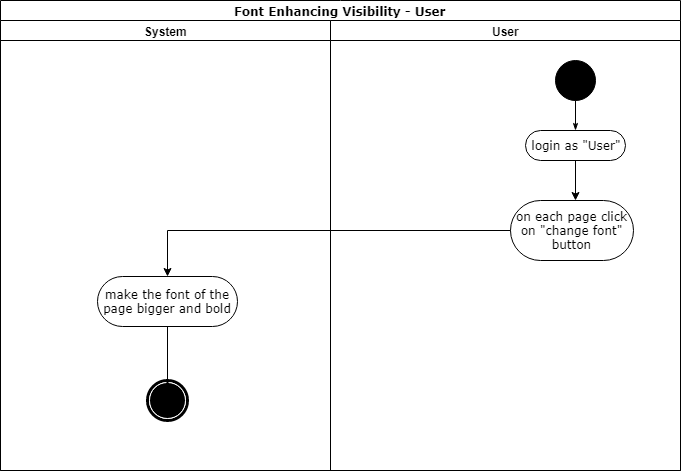 Font Enhancing Visibility - User
System
User
login as "User"
on each page click
on "change font"
button
make the font of the
page bigger and bold